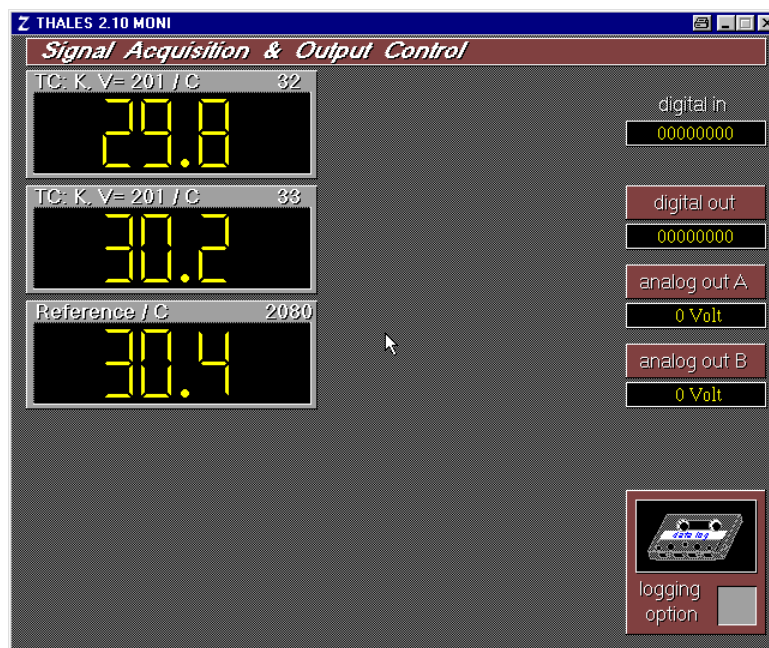 Z THALES 2.10 MONI
Signal Acquisition & Output Control
TC: K, V= 201 / C 32
29.8
TC: K, V= 201 / C 33
30.2
Reference / C 2080
30.4
digital in
00000000
digital out
00000000
analog out A
0 Volt
analog out B
0 Volt
data log
logging
option